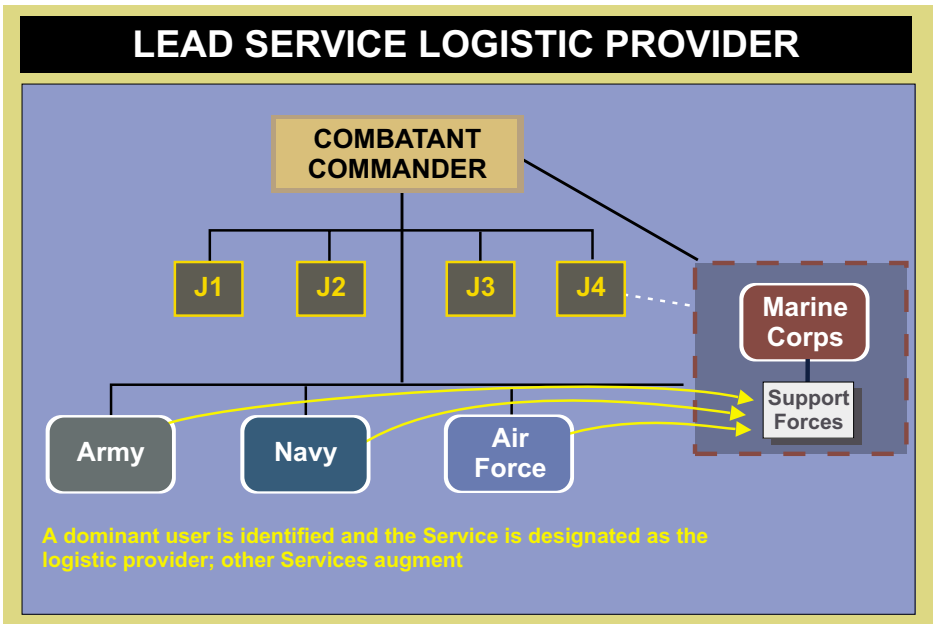 LEAD SERVICE LOGISTIC PROVIDER
COMBATANT
COMMANDER
J1
J2
J3
J4
Marine
Corps
Support
Forces
Army
Navy
Air
Force
A dominant user is identified and the Service is designated as the
logistic provider; other Services augment